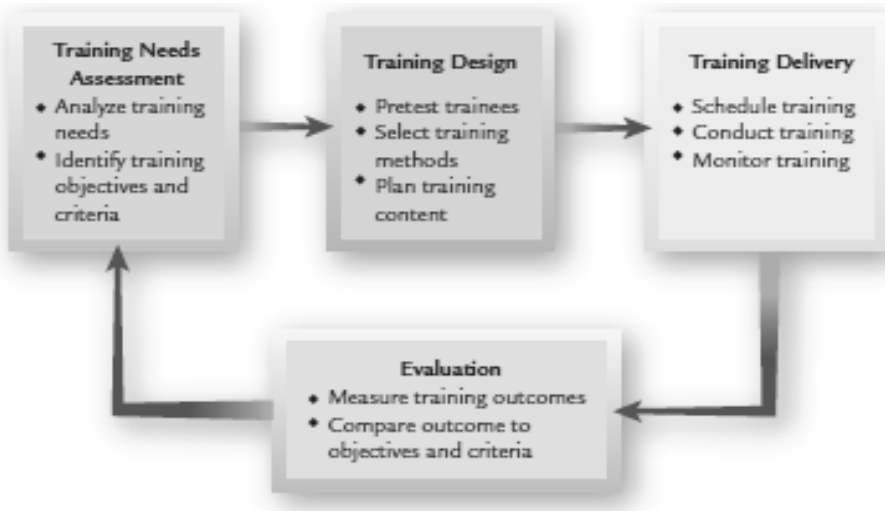 Training Needs
Assessment
◆ Analyze training
needs
◆ Identify training
objectives and
criteria
Training Design
◆ Pretest trainees
◆ Select training
methods
◆ Plan training
content
Training Delivery
◆ Schedule training
◆ Conduct training
◆ Monitor training
Evaluation
◆ Measure training outcomes
◆ Compare outcome to
objectives and criteria